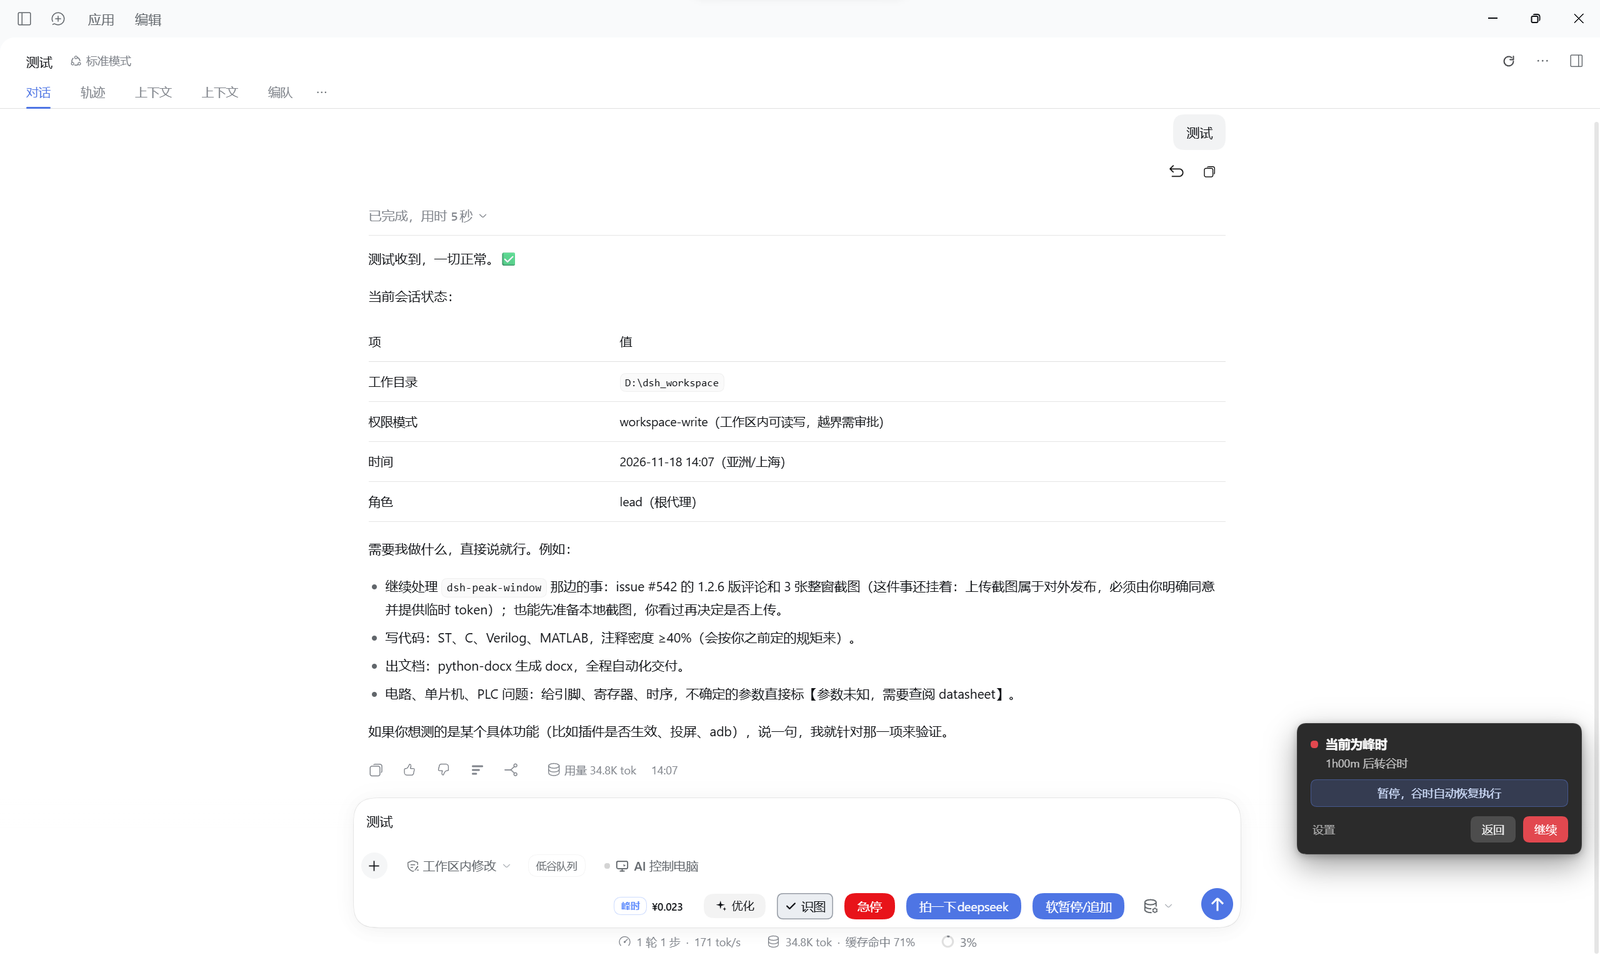 应用 编辑
测试 标准模式
对话 轨迹 上下文 上下文 编队 ···
测试
已完成，用时 5 秒
测试收到，一切正常。✅
当前会话状态：
项 值
工作目录 D:\dsh_workspace
权限模式 workspace-write（工作区内可读写，越界需审批）
时间 2026-11-18 14:07（亚洲/上海）
角色 lead（根代理）
需要我做什么，直接说就行。例如：
• 继续处理 dsh-peak-window 那边的事：issue #542 的 1.2.6 版评论和 3 张整窗截图（这件事还挂着：上传截图属于对外发布，必须由你明确同意
并提供临时 token）；也能先准备本地截图，你看过再决定是否上传。
• 写代码：ST、C、Verilog、MATLAB，注释密度 ≥40%（会按你之前定的规矩来）。
• 出文档：python-docx 生成 docx，全程自动化交付。
• 电路、单片机、PLC 问题：给引脚、寄存器、时序，不确定的参数直接标【参数未知，需要查阅 datasheet】。
如果你想测的是某个具体功能（比如插件是否生效、投屏、adb），说一句，我就针对那一项来验证。
用量 34.8K tok 14:07
当前为峰时
1h00m 后转谷时
暂停，谷时自动恢复执行
设置 返回 继续
测试
工作区内修改 低谷队列 AI 控制电脑
峰时 ¥0.023 优化 识图 急停 拍一下deepseek 软暂停/追加
1 轮 1 步 · 171 tok/s 34.8K tok · 缓存命中 71% 3%